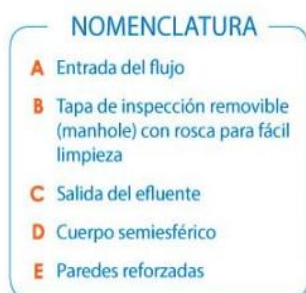 NOMENCLATURA
A Entrada del flujo
B Tapa de inspección removible
(manhole) con rosca para fácil
limpieza
C Salida del efluente
D Cuerpo semiesférico
E Paredes reforzadas